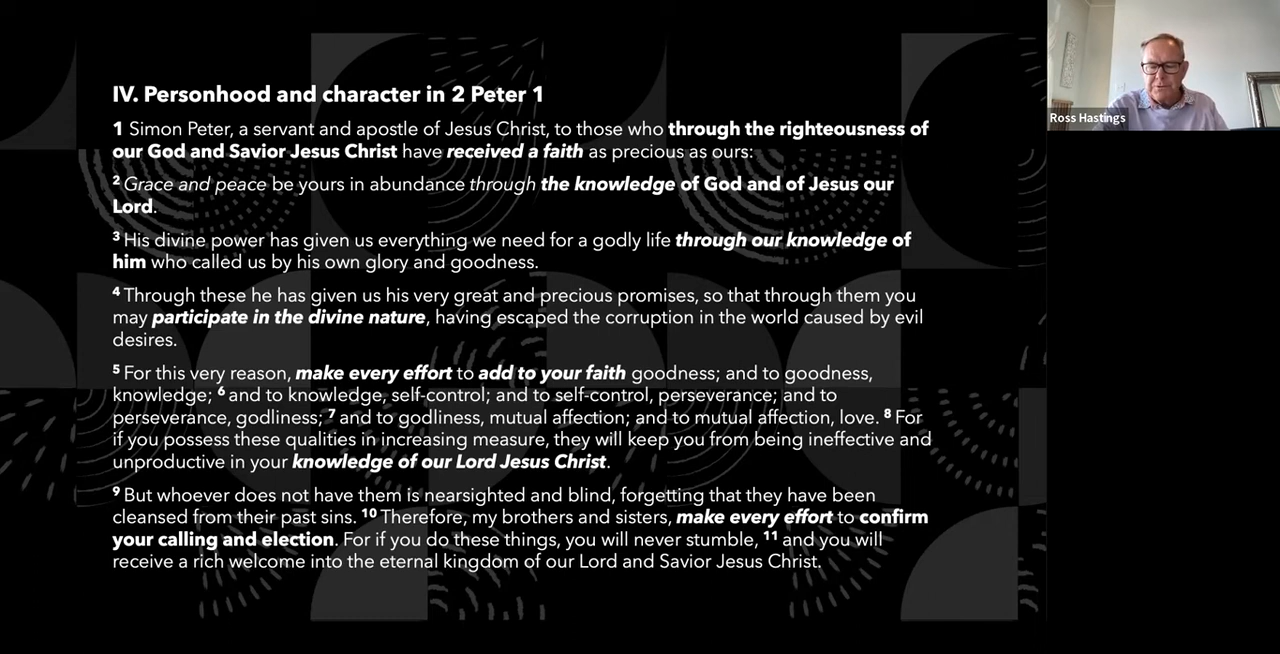 IV. Personhood and character in 2 Peter 1
1 Simon Peter, a servant and apostle of Jesus Christ, to those who through the righteousness of
our God and Savior Jesus Christ have received a faith as precious as ours:
2 Grace and peace be yours in abundance through the knowledge of God and of Jesus our
Lord.
3 His divine power has given us everything we need for a godly life through our knowledge of
him who called us by his own glory and goodness.
4 Through these he has given us his very great and precious promises, so that through them you
may participate in the divine nature, having escaped the corruption in the world caused by evil
desires.
5 For this very reason, make every effort to add to your faith goodness; and to goodness,
knowledge; 6 and to knowledge, self-control; and to self-control, perseverance; and to
perseverance, godliness; 7 and to godliness, mutual affection; and to mutual affection, love. 8 For
if you possess these qualities in increasing measure, they will keep you from being ineffective and
unproductive in your knowledge of our Lord Jesus Christ.
9 But whoever does not have them is nearsighted and blind, forgetting that they have been
cleansed from their past sins. 10 Therefore, my brothers and sisters, make every effort to confirm
your calling and election. For if you do these things, you will never stumble, 11 and you will
receive a rich welcome into the eternal kingdom of our Lord and Savior Jesus Christ.
Ross Hastings